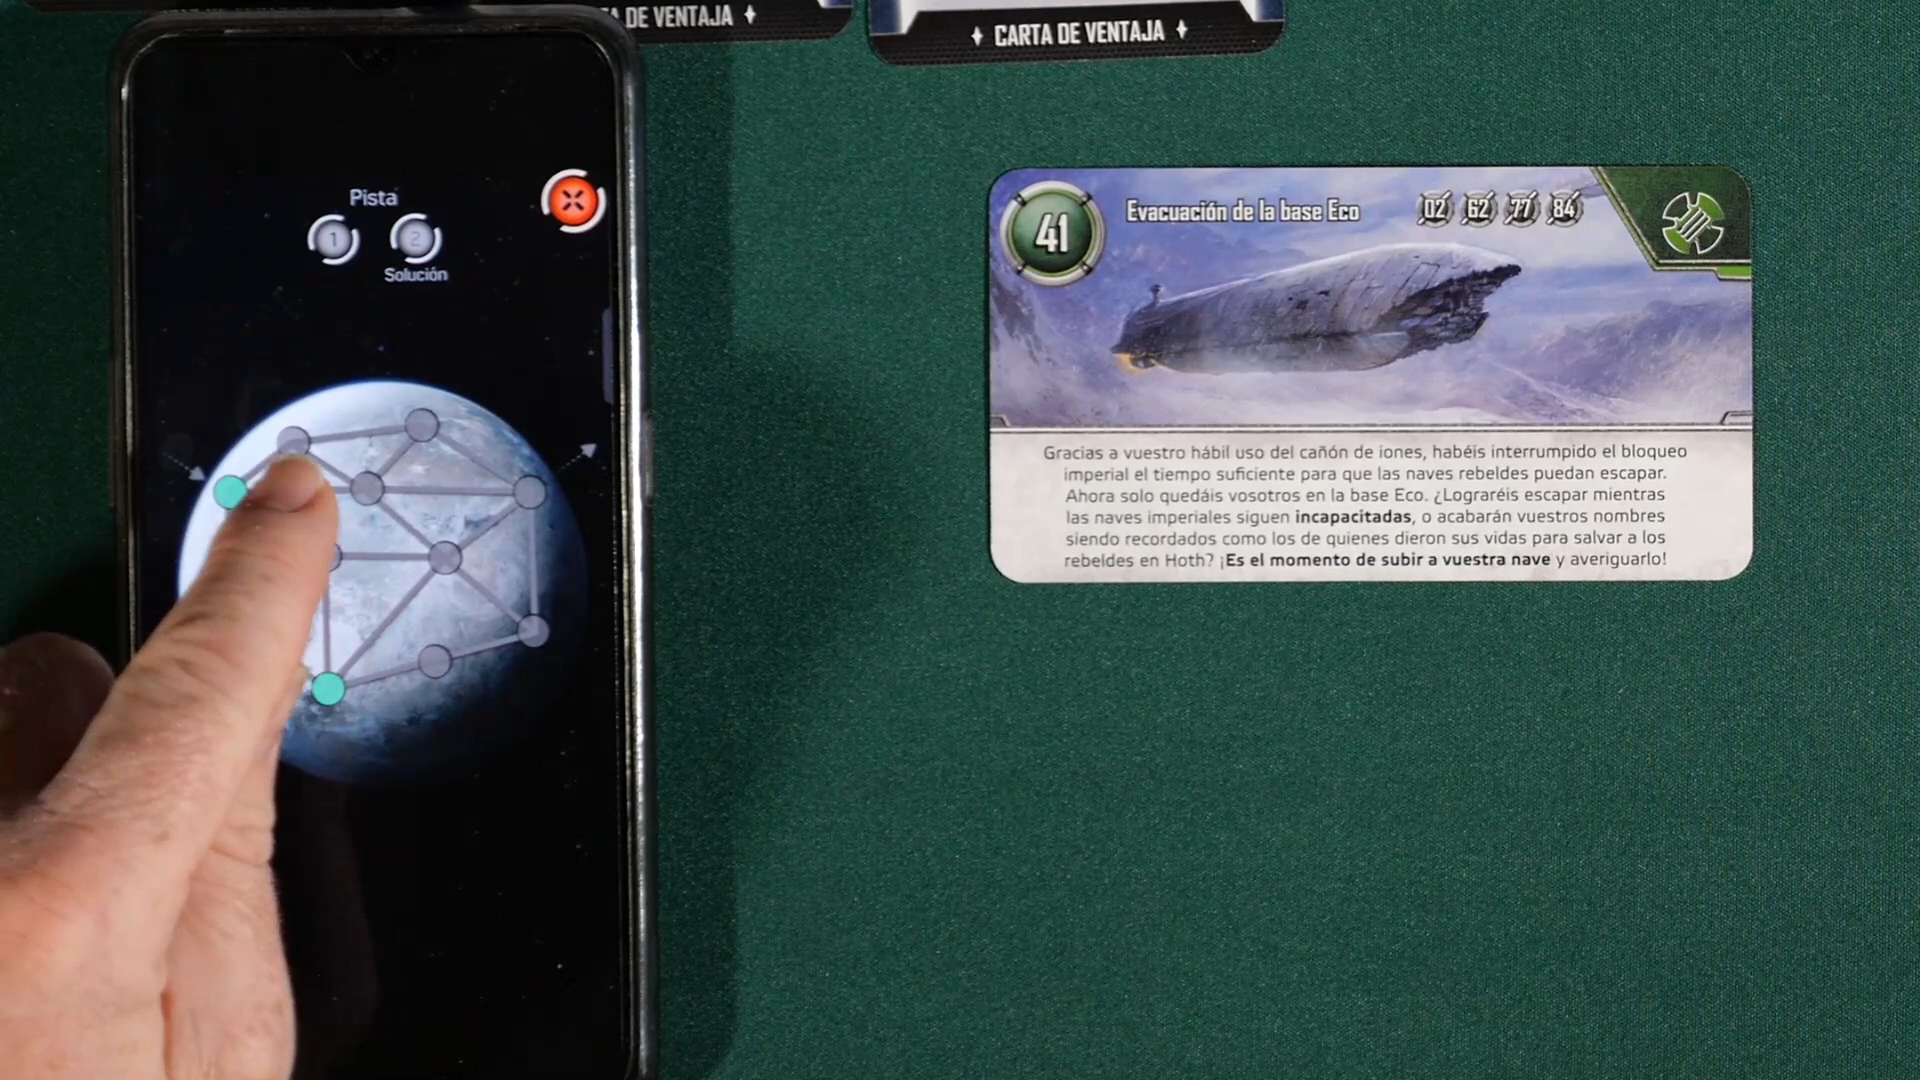 DE VENTAJA
CARTA DE VENTAJA
Pista
1 2
Solución
41 Evacuación de la base Eco 02 62 77 84
Gracias a vuestro hábil uso del cañón de iones, habéis interrumpido el bloqueo
imperial el tiempo suficiente para que las naves rebeldes puedan escapar.
Ahora solo quedáis vosotros en la base Eco. ¿Lograréis escapar mientras
las naves imperiales siguen incapacitadas, o acabarán vuestros nombres
siendo recordados como los de quienes dieron sus vidas para salvar a los
rebeldes en Hoth? ¡Es el momento de subir a vuestra nave y averiguarlo!